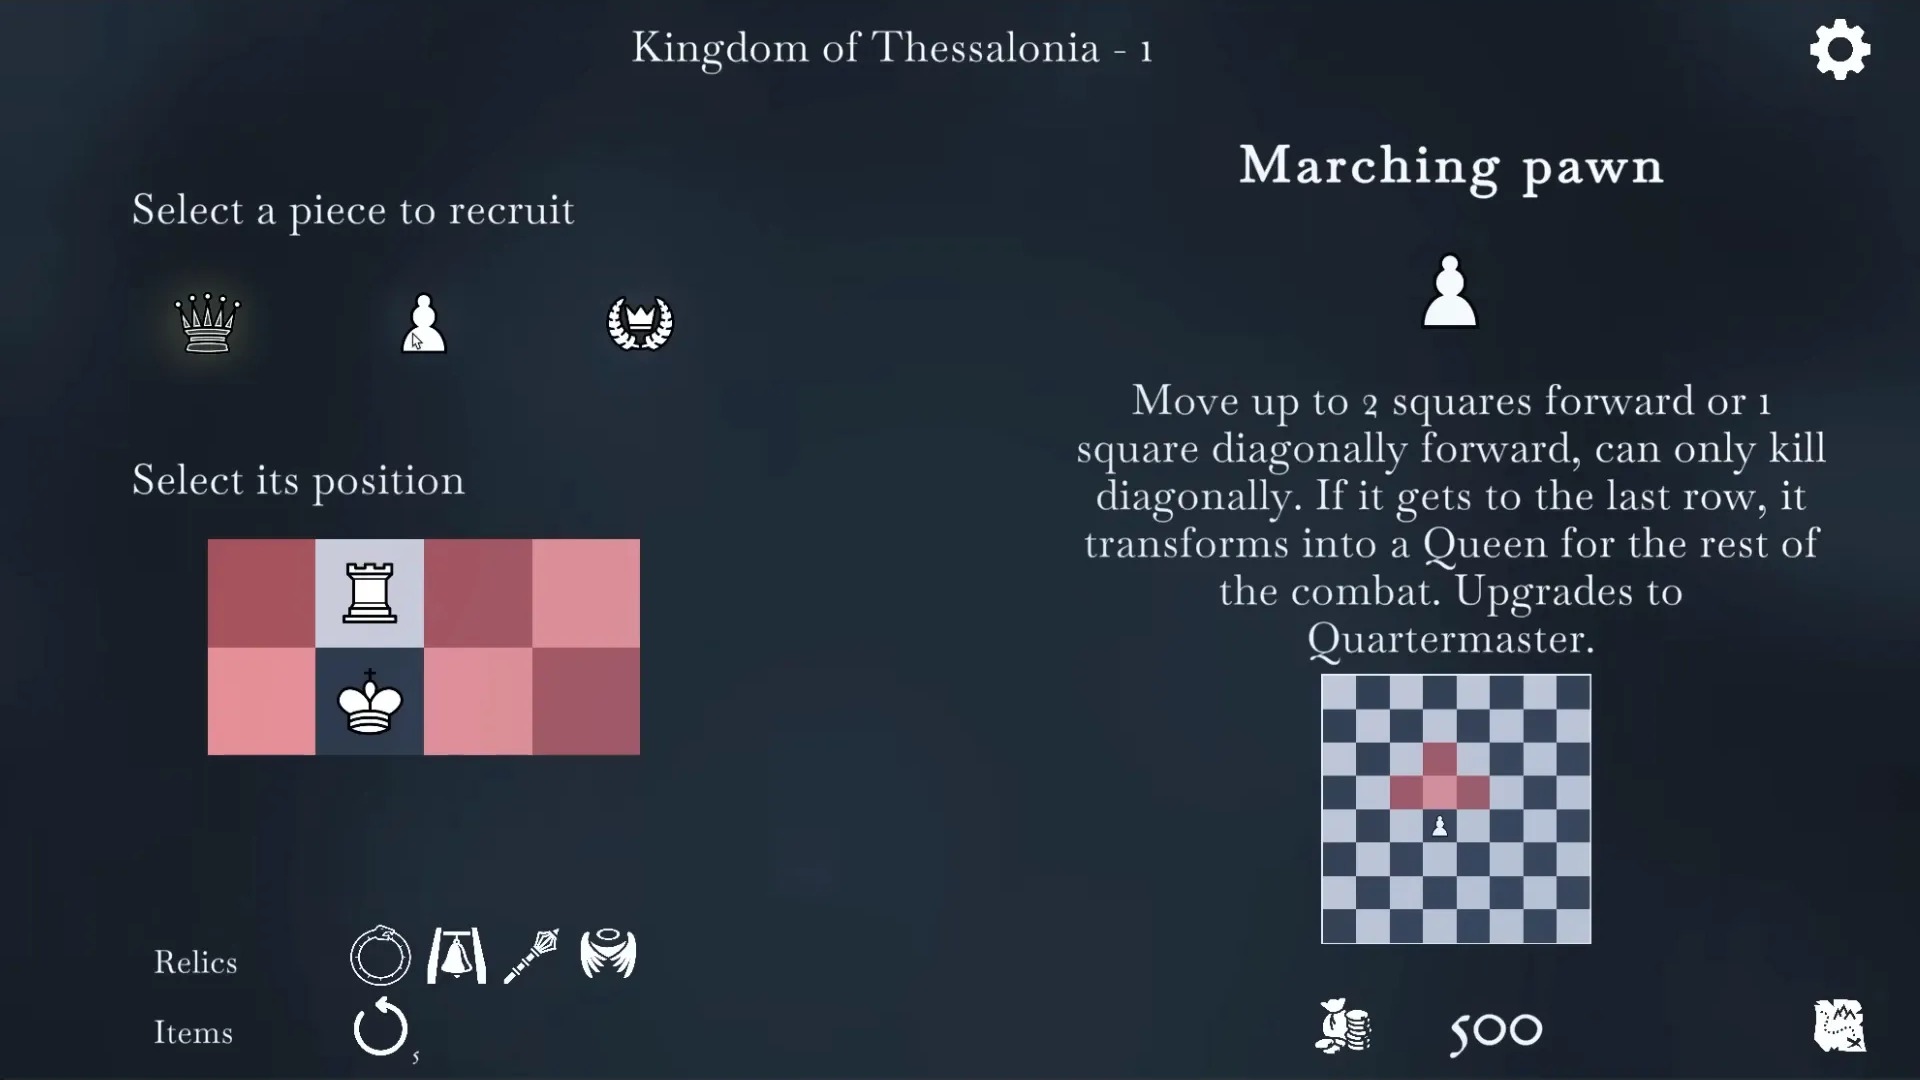 Kingdom of Thessalonia - 1
Select a piece to recruit
Select its position
Relics
Items
5
Marching pawn
Move up to 2 squares forward or 1
square diagonally forward, can only kill
diagonally. If it gets to the last row, it
transforms into a Queen for the rest of
the combat. Upgrades to
Quartermaster.
500